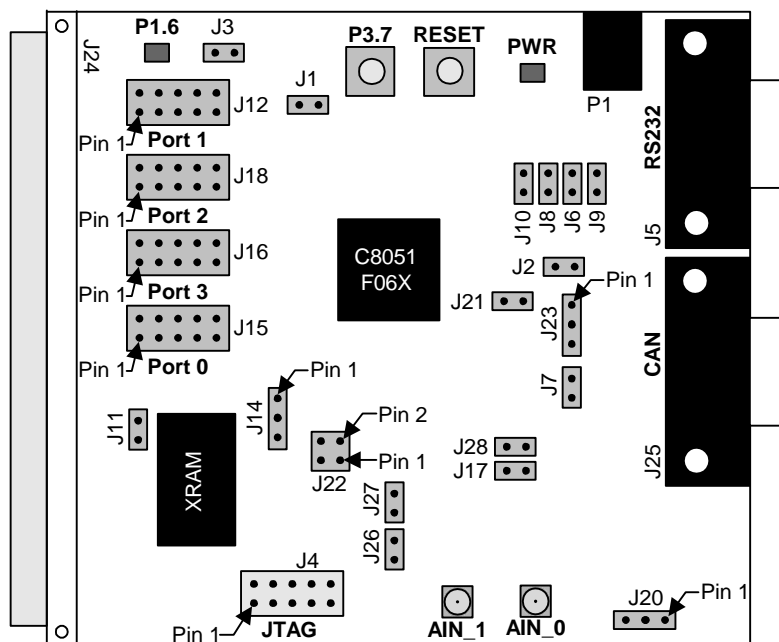 P1.6
J3
P3.7
RESET
PWR
J24
J1
P1
J12
Pin 1
Port 1
RS232
J18
Pin 1
Port 2
J10
J8
J6
J9
J5
J16
C8051
F06X
J2
Pin 1
Port 3
Pin 1
J21
J23
J15
Pin 1
Port 0
CAN
Pin 1
J7
J11
J14
Pin 2
J28
Pin 1
J17
J25
XRAM
J22
J27
J26
J4
Pin 1
J20
Pin 1
JTAG
AIN_1
AIN_0